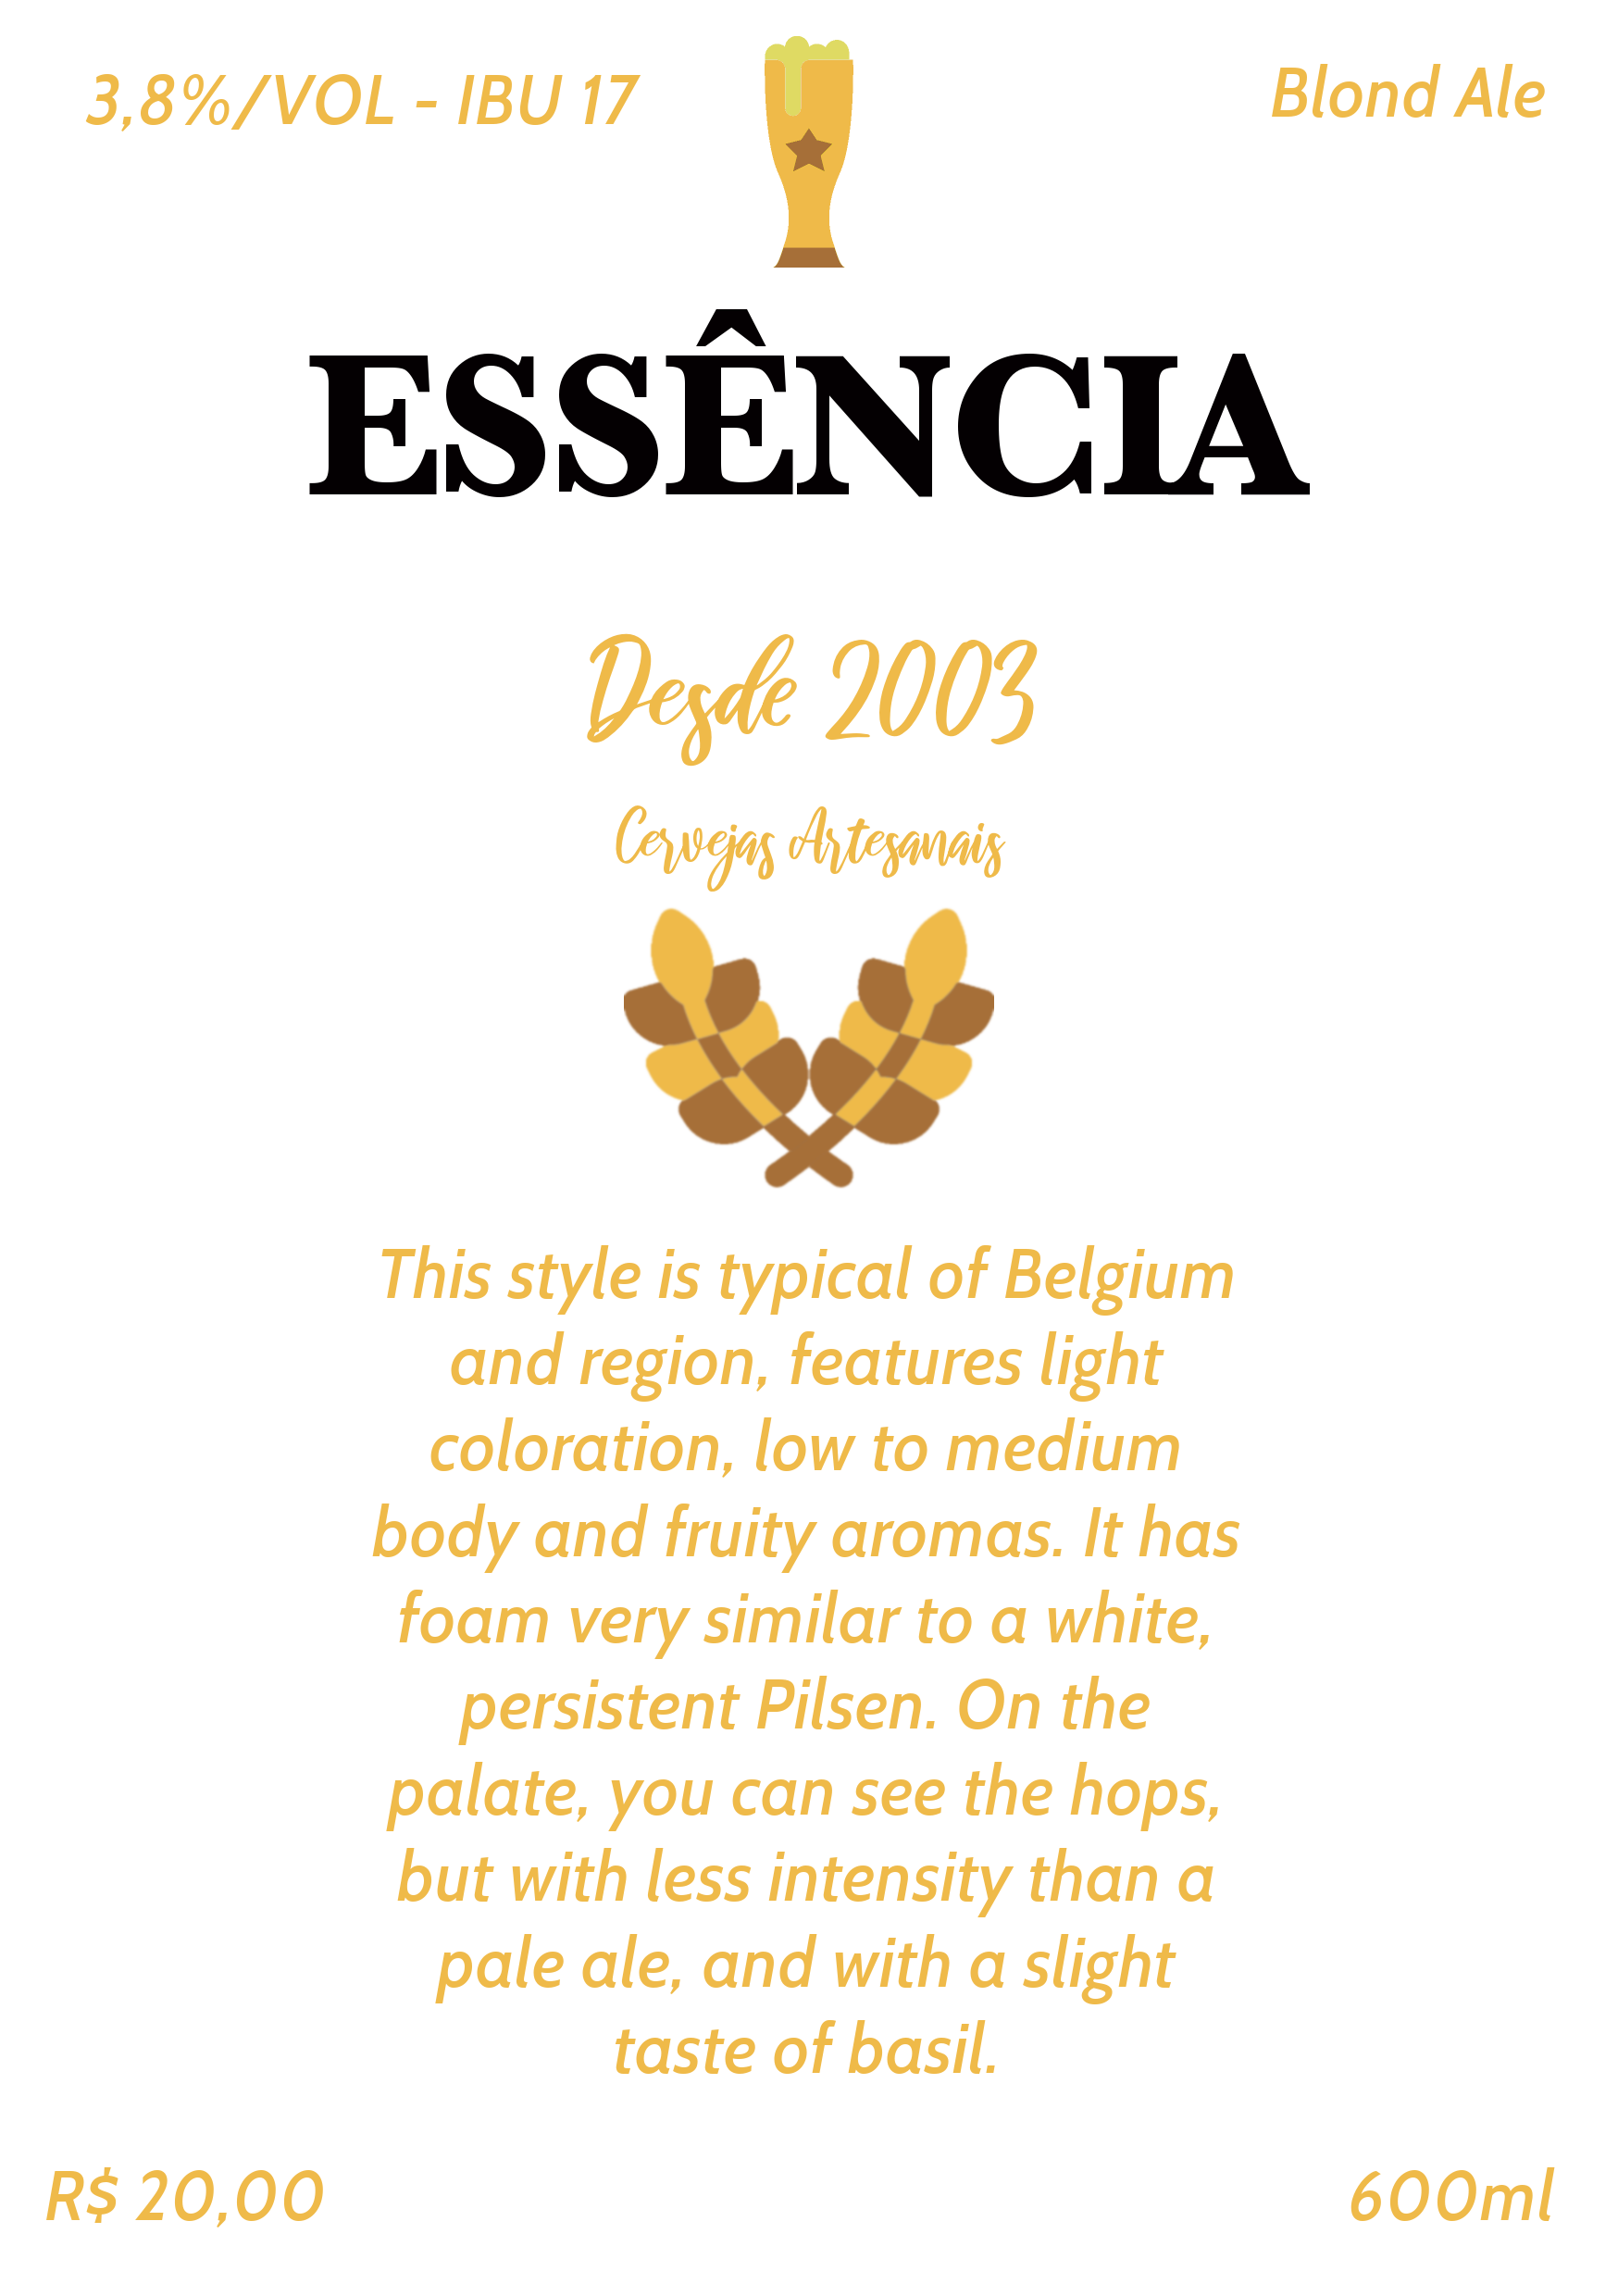 3,8%/VOL - IBU 17
Blond Ale
ESSÊNCIA
Desde 2003
Cervejas Artesanais
This style is typical of Belgium
and region, features light
coloration, low to medium
body and fruity aromas. It has
foam very similar to a white,
persistent Pilsen. On the
palate, you can see the hops,
but with less intensity than a
pale ale, and with a slight
taste of basil.
R$ 20,00
600ml